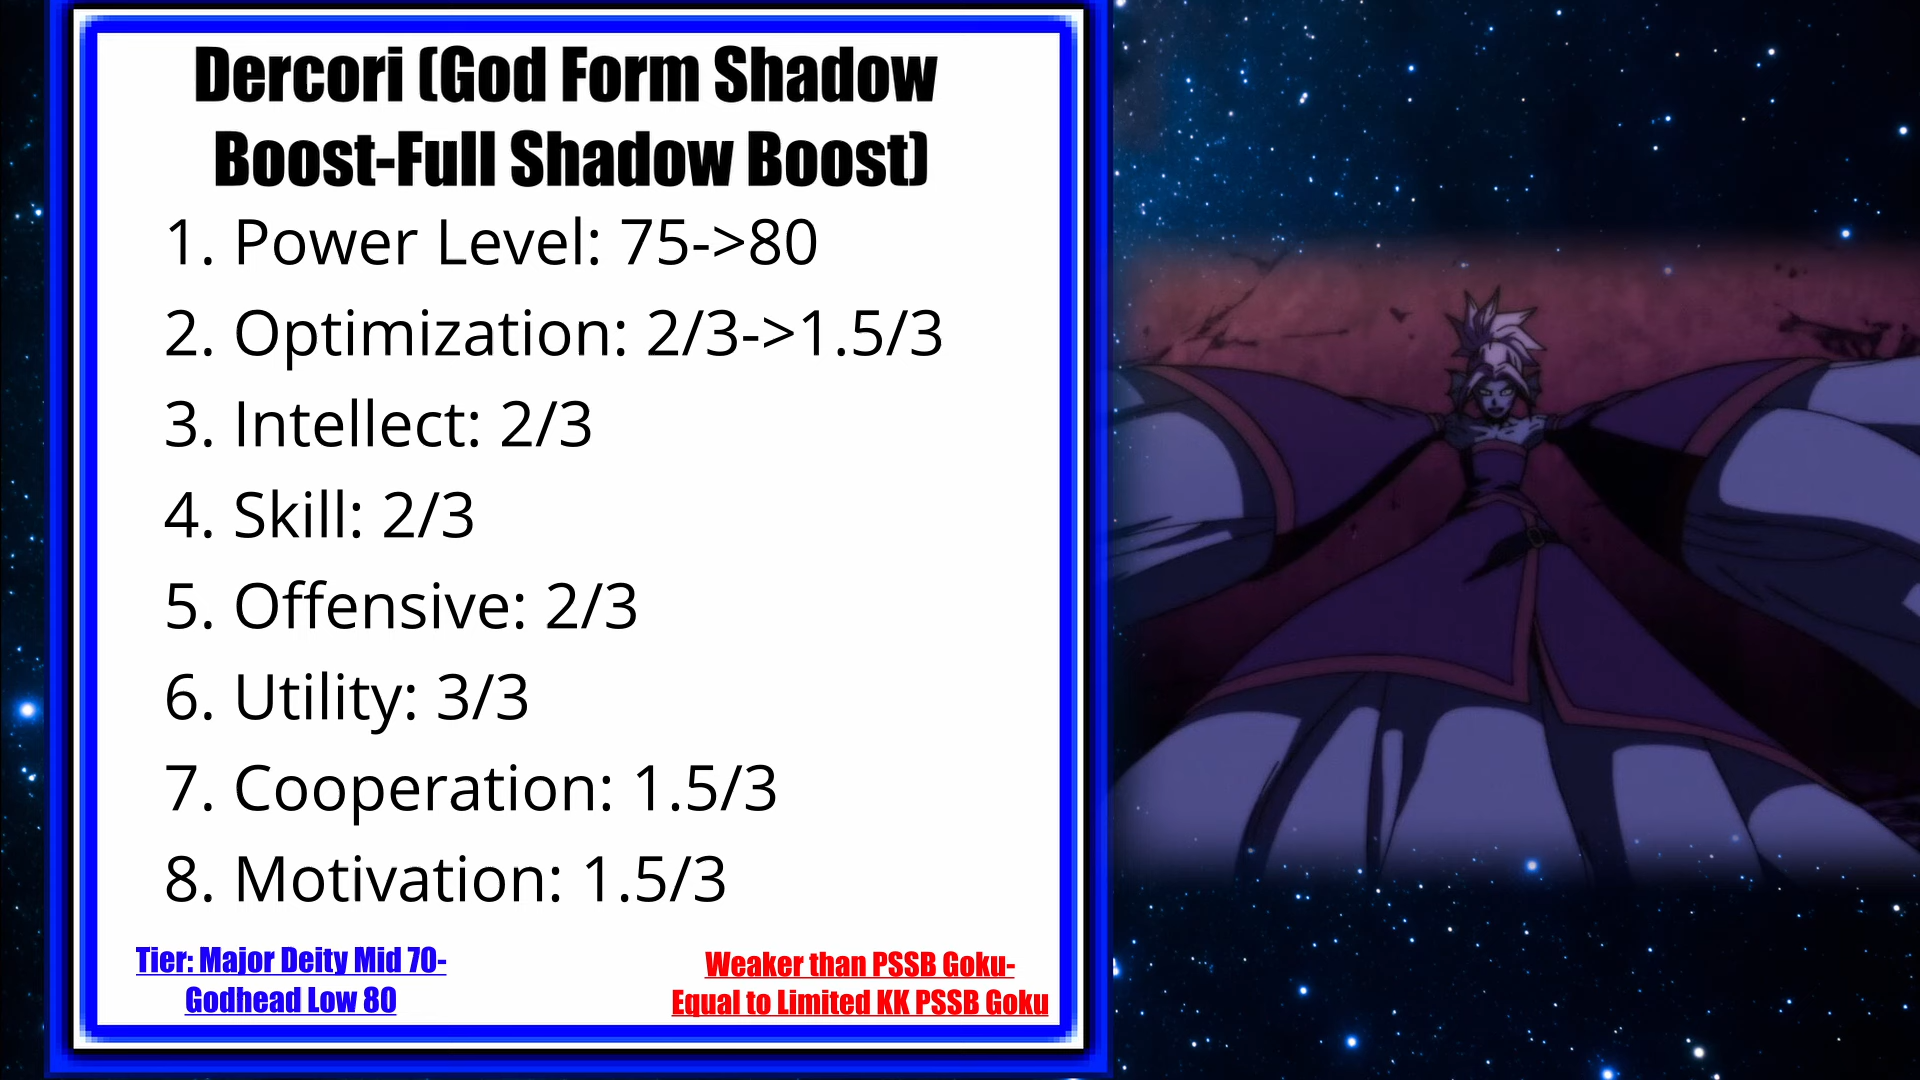 Dercori (God Form Shadow
Boost-Full Shadow Boost)
1. Power Level: 75->80
2. Optimization: 2/3->1.5/3
3. Intellect: 2/3
4. Skill: 2/3
5. Offensive: 2/3
6. Utility: 3/3
7. Cooperation: 1.5/3
8. Motivation: 1.5/3
Tier: Major Deity Mid 70-
Godhead Low 80
Weaker than PSSB Goku-
Equal to Limited KK PSSB Goku